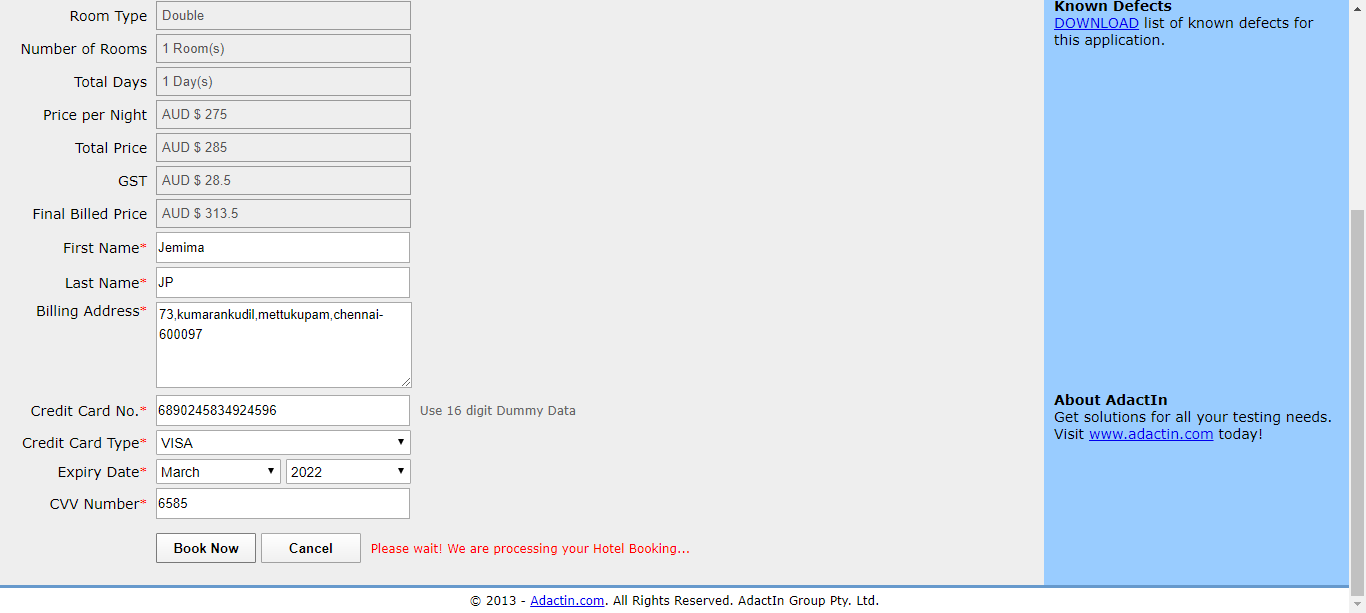 Room Type Double
Number of Rooms 1 Room(s)
Total Days 1 Day(s)
Price per Night AUD $ 275
Total Price AUD $ 285
GST AUD $ 28.5
Final Billed Price AUD $ 313.5
First Name* Jemima
Last Name* JP
Billing Address* 73,kumarankudil,mettukupam,chennai-
600097
Credit Card No.* 6890245834924596 Use 16 digit Dummy Data
Credit Card Type* VISA
Expiry Date* March 2022
CVV Number* 6585
Book Now Cancel Please wait! We are processing your Hotel Booking...
Known Defects
DOWNLOAD list of known defects for
this application.
About AdactIn
Get solutions for all your testing needs.
Visit www.adactin.com today!
© 2013 - Adactin.com. All Rights Reserved. AdactIn Group Pty. Ltd.